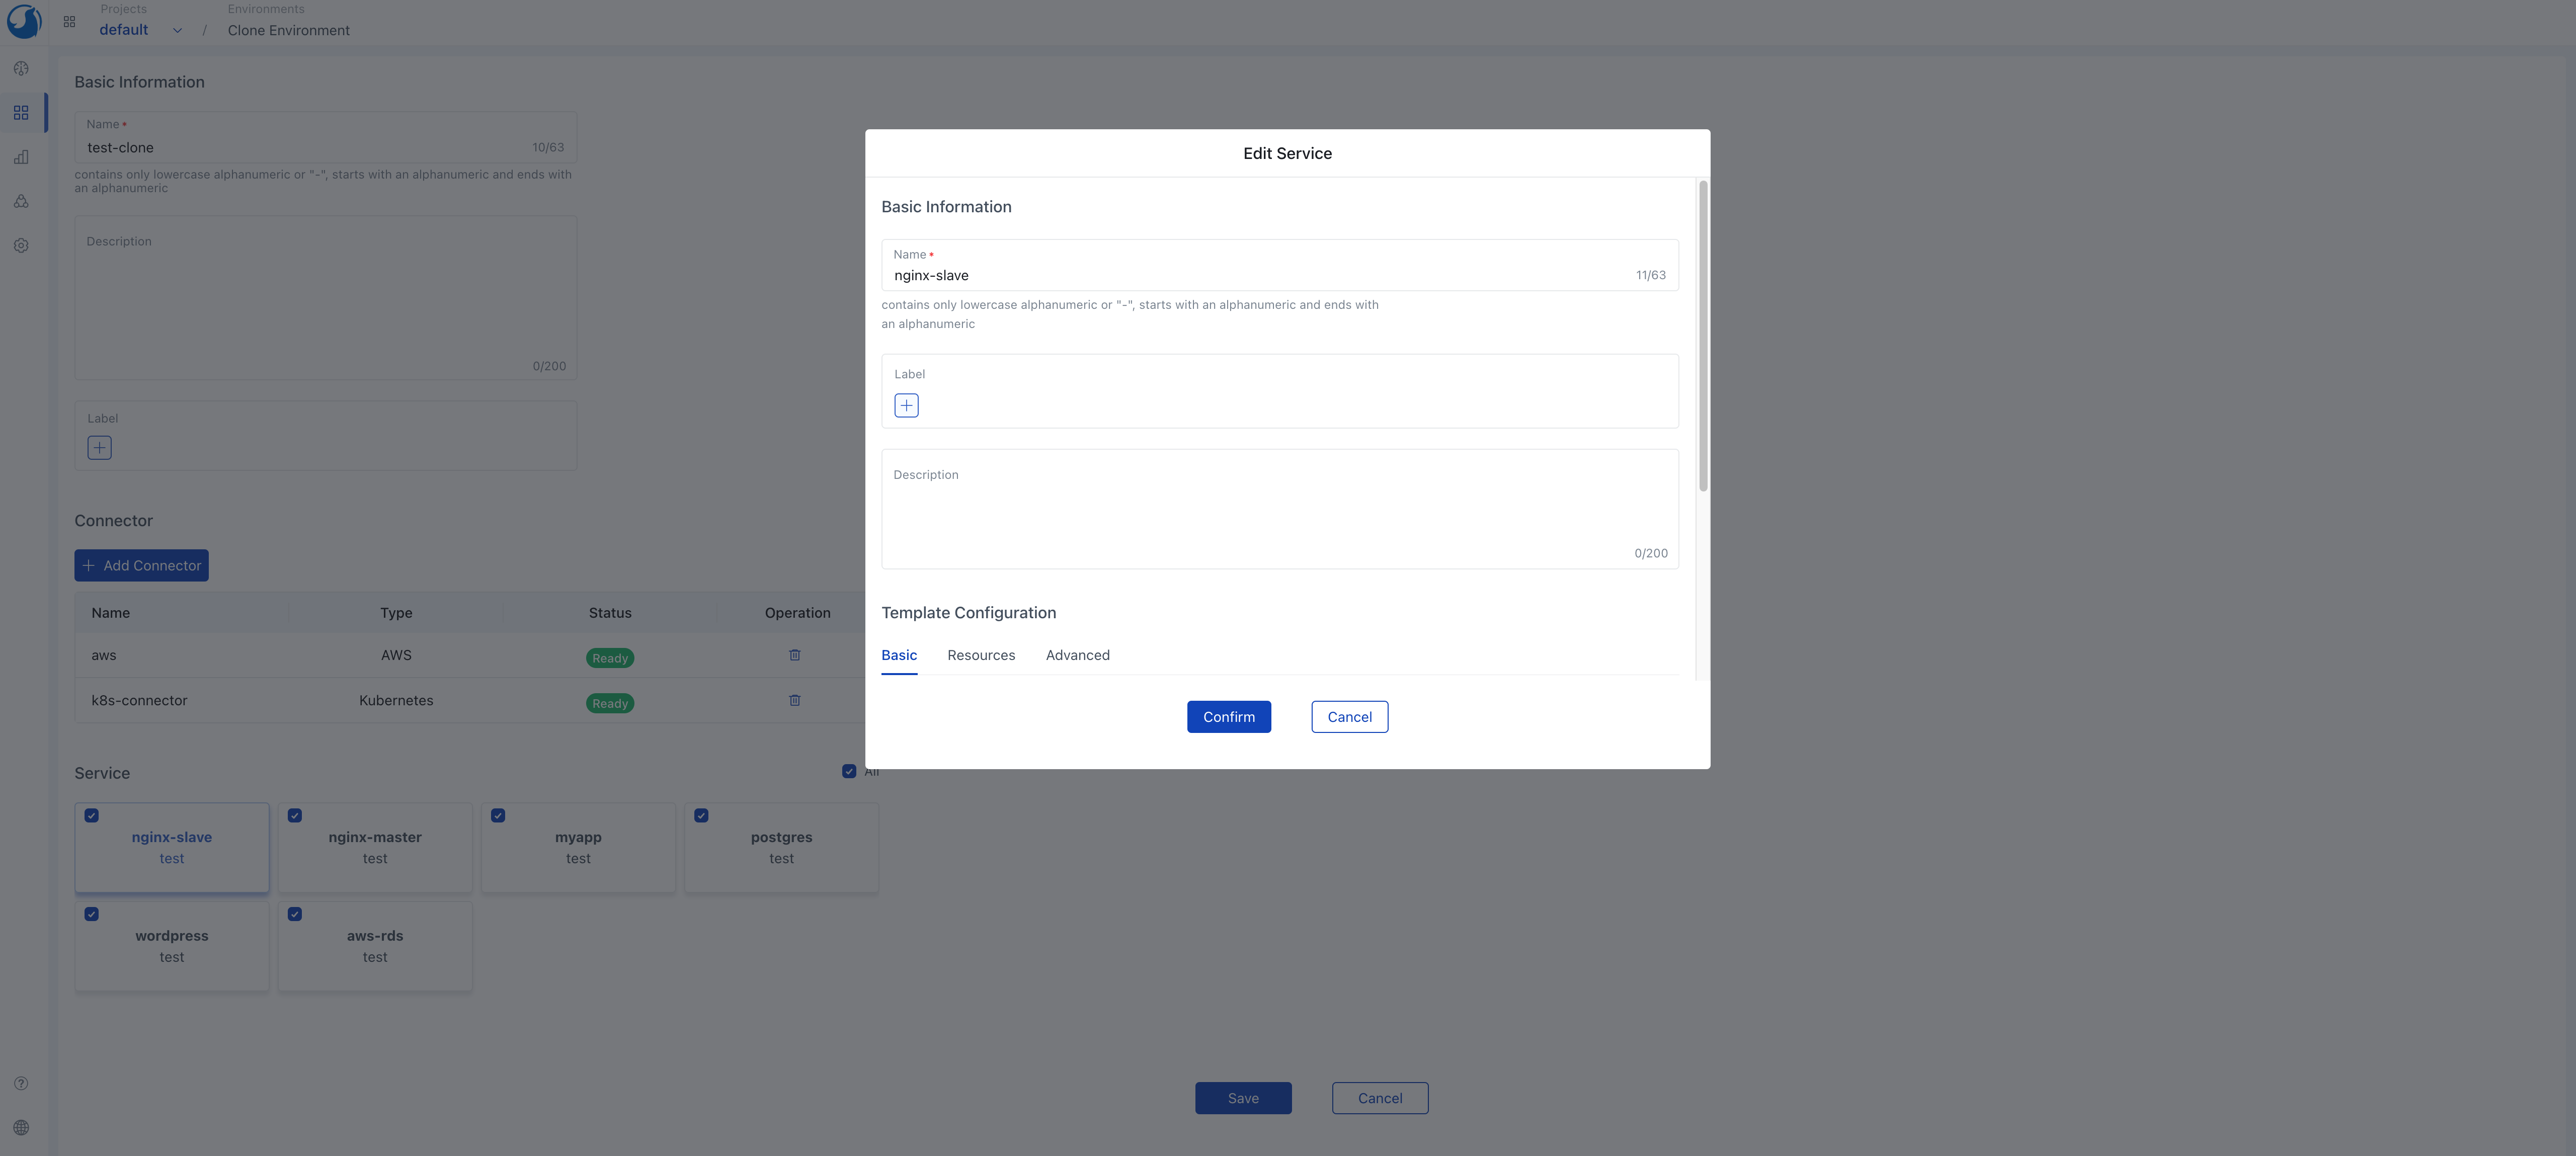 Projects
default
/
Environments
Clone Environment
Basic Information
Name *
test-clone
10/63
contains only lowercase alphanumeric or "-", starts with an alphanumeric and ends with
an alphanumeric
Description
0/200
Label
Connector
Add Connector
Name Type Status Operation
aws AWS Ready
k8s-connector Kubernetes Ready
Service
All
nginx-slave
test
nginx-master
test
myapp
test
postgres
test
wordpress
test
aws-rds
test
Save
Cancel
Edit Service
Basic Information
Name *
nginx-slave
11/63
contains only lowercase alphanumeric or "-", starts with an alphanumeric and ends with
an alphanumeric
Label
Description
0/200
Template Configuration
Basic Resources Advanced
Confirm
Cancel